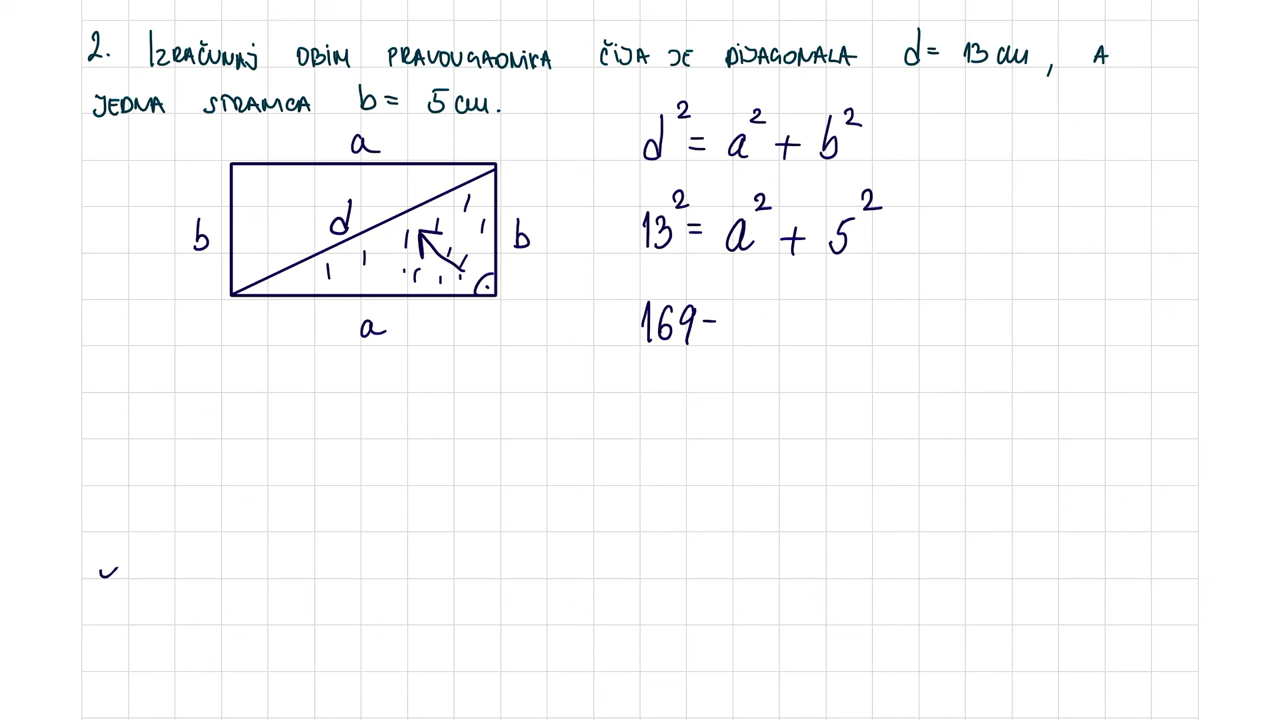 2. IZRAČUNAJ OBIM PRAVOUGAONIKA ČIJA JE DIJAGONALA d = 13 cm, A
JEDNA STRANICA b = 5 cm.
a
b
d
b
a
d² = a² + b²
13² = a² + 5²
169 -